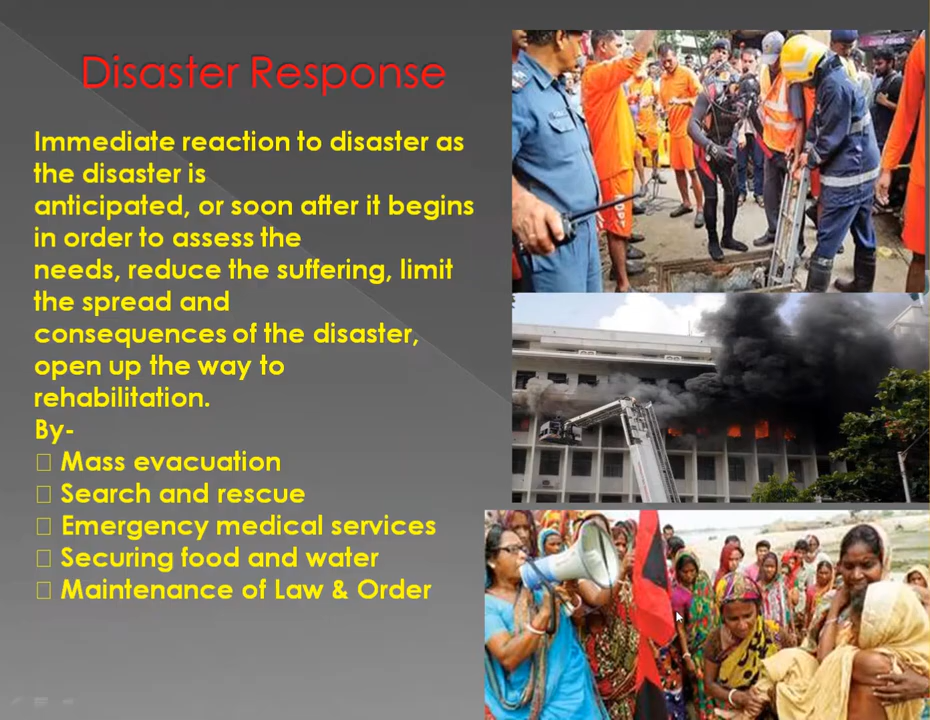 Disaster Response
Immediate reaction to disaster as
the disaster is
anticipated, or soon after it begins
in order to assess the
needs, reduce the suffering, limit
the spread and
consequences of the disaster,
open up the way to
rehabilitation.
By-
Mass evacuation
Search and rescue
Emergency medical services
Securing food and water
Maintenance of Law & Order